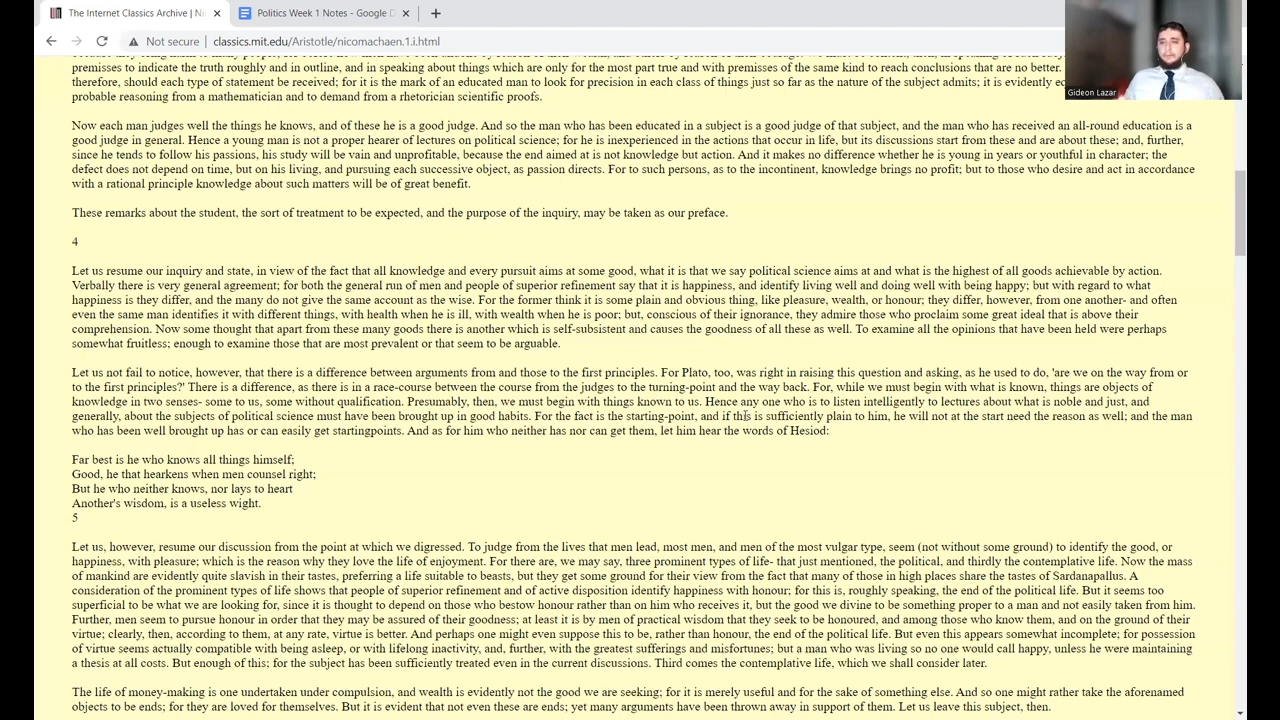 The Internet Classics Archive | Ni
Politics Week 1 Notes - Google D
Not secure
classics.mit.edu/Aristotle/nicomachaen.1.i.html
Gideon Lazar
premises to indicate the truth roughly and in outline, and in speaking about things which are only for the most part true and with premises of the same kind to reach conclusions that are no better.
therefore, should each type of statement be received; for it is the mark of an educated man to look for precision in each class of things just so far as the nature of the subject admits; it is evidently
probable reasoning from a mathematician and to demand from a rhetorician scientific proofs.
Now each man judges well the things he knows, and of these he is a good judge. And so the man who has been educated in a subject is a good judge of that subject, and the man who has received an all-round education is a
good judge in general. Hence a young man is not a proper hearer of lectures on political science; for he is inexperienced in the actions that occur in life, but its discussions start from these and are about these; and, further,
since he tends to follow his passions, his study will be vain and unprofitable, because the end aimed at is not knowledge but action. And it makes no difference whether he is young in years or youthful in character; the
defect does not depend on time, but on his living, and pursuing each successive object, as passion directs. For to such persons, as to the incontinent, knowledge brings no profit; but to those who desire and act in accordance
with a rational principle knowledge about such matters will be of great benefit.
These remarks about the student, the sort of treatment to be expected, and the purpose of the inquiry, may be taken as our preface.
4
Let us resume our inquiry and state, in view of the fact that all knowledge and every pursuit aims at some good, what it is that we say political science aims at and what is the highest of all goods achievable by action.
Verbally there is very general agreement; for both the general run of men and people of superior refinement say that it is happiness, and identify living well and doing well with being happy; but with regard to what
happiness is they differ, and the many do not give the same account as the wise. For the former think it is some plain and obvious thing, like pleasure, wealth, or honour; they differ, however, from one another- and often
even the same man identifies it with different things, with health when he is ill, with wealth when he is poor; but, conscious of their ignorance, they admire those who proclaim some great ideal that is above their
comprehension. Now some thought that apart from these many goods there is another which is self-subsistent and causes the goodness of all these as well. To examine all the opinions that have been held were perhaps
somewhat fruitless; enough to examine those that are most prevalent or that seem to be arguable.
Let us not fail to notice, however, that there is a difference between arguments from and those to the first principles. For Plato, too, was right in raising this question and asking, as he used to do, 'are we on the way from or
to the first principles?' There is a difference, as there is in a race-course between the course from the judges to the turning-point and the way back. For, while we must begin with what is known, things are objects of
knowledge in two senses- some to us, some without qualification. Presumably, then, we must begin with things known to us. Hence any one who is to listen intelligently to lectures about what is noble and just, and
generally, about the subjects of political science must have been brought up in good habits. For the fact is the starting-point, and if this is sufficiently plain to him, he will not at the start need the reason as well; and the man
who has been well brought up has or can easily get startingpoints. And as for him who neither has nor can get them, let him hear the words of Hesiod:
Far best is he who knows all things himself;
Good, he that hearkens when men counsel right;
But he who neither knows, nor lays to heart
Another's wisdom, is a useless wight.
5
Let us, however, resume our discussion from the point at which we digressed. To judge from the lives that men lead, most men, and men of the most vulgar type, seem (not without some ground) to identify the good, or
happiness, with pleasure; which is the reason why they love the life of enjoyment. For there are, we may say, three prominent types of life- that just mentioned, the political, and thirdly the contemplative life. Now the mass
of mankind are evidently quite slavish in their tastes, preferring a life suitable to beasts, but they get some ground for their view from the fact that many of those in high places share the tastes of Sardanapallus. A
consideration of the prominent types of life shows that people of superior refinement and of active disposition identify happiness with honour; for this is, roughly speaking, the end of the political life. But it seems too
superficial to be what we are looking for, since it is thought to depend on those who bestow honour rather than on him who receives it, but the good we divine to be something proper to a man and not easily taken from him.
Further, men seem to pursue honour in order that they may be assured of their goodness; at least it is by men of practical wisdom that they seek to be honoured, and among those who know them, and on the ground of their
virtue; clearly, then, according to them, at any rate, virtue is better. And perhaps one might even suppose this to be, rather than honour, the end of the political life. But even this appears somewhat incomplete; for possession
of virtue seems actually compatible with being asleep, or with lifelong inactivity, and, further, with the greatest sufferings and misfortunes; but a man who was living so no one would call happy, unless he were maintaining
a thesis at all costs. But enough of this; for the subject has been sufficiently treated even in the current discussions. Third comes the contemplative life, which we shall consider later.
The life of money-making is one undertaken under compulsion, and wealth is evidently not the good we are seeking; for it is merely useful and for the sake of something else. And so one might rather take the aforenamed
objects to be ends; for they are loved for themselves. But it is evident that not even these are ends; yet many arguments have been thrown away in support of them. Let us leave this subject, then.